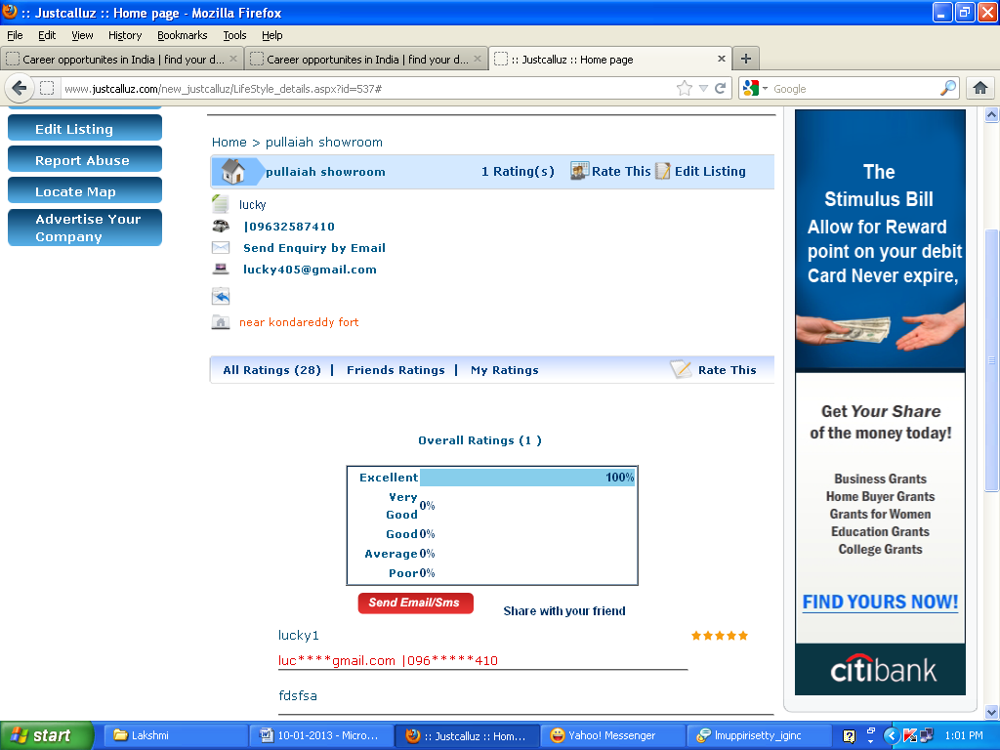 :: Justcalluz :: Home page - Mozilla Firefox
File Edit View History Bookmarks Tools Help
Career opportunites in India | find your d...
Career opportunites in India | find your d...
:: Justcalluz :: Home page
www.justcalluz.com/new_justcalluz/LifeStyle_details.aspx?id=537#
Google
Edit Listing
Report Abuse
Locate Map
Advertise Your
Company
Home > pullaiah showroom
pullaiah showroom 1 Rating(s) Rate This Edit Listing
lucky
|09632587410
Send Enquiry by Email
lucky405@gmail.com
near kondareddy fort
All Ratings (28) | Friends Ratings | My Ratings Rate This
Overall Ratings (1 )
Excellent 100%
Very
Good 0%
Good 0%
Average 0%
Poor 0%
Send Email/Sms Share with your friend
lucky1
luc****gmail.com |096*****410
fdsfsa
The
Stimulus Bill
Allow for Reward
point on your debit
Card Never expire,
Get Your Share
of the money today!
Business Grants
Home Buyer Grants
Grants for Women
Education Grants
College Grants
FIND YOURS NOW!
citibank
start
Lakshmi
10-01-2013 - Micro...
:: Justcalluz :: Hom...
Yahoo! Messenger
lmuppirisetty_iginc
1:01 PM